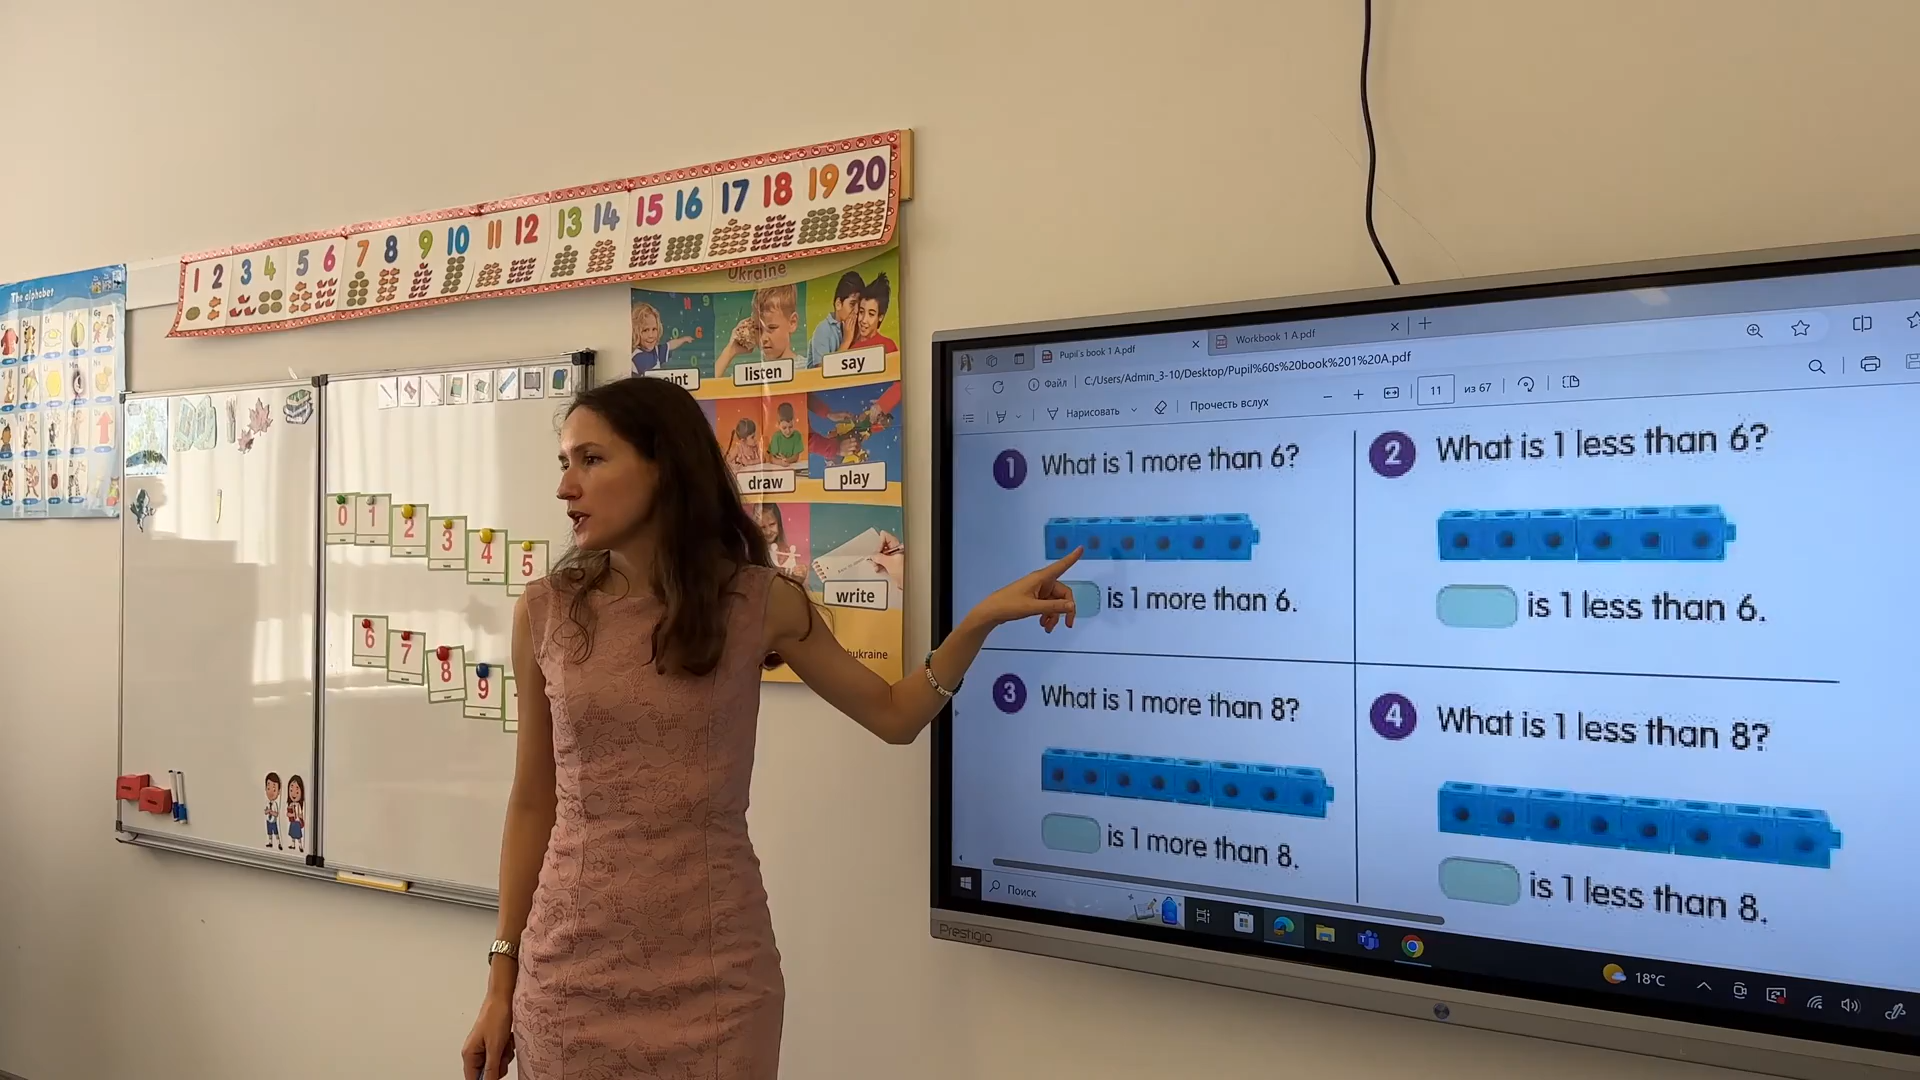 The alphabet
1 2 3 4 5 6 7 8 9 10 11 12 13 14 15 16 17 18 19 20
Ukraine
listen
say
draw
play
write
0 1 2 3 4 5
6 7 8 9
Pupil's book 1 A.pdf
Workbook 1 A.pdf
Файл
C:/Users/Admin_3-10/Desktop/Pupil%60s%20book%201%20A.pdf
Нарисовать
Прочесть вслух
11
из 67
1 What is 1 more than 6?
is 1 more than 6.
2 What is 1 less than 6?
is 1 less than 6.
3 What is 1 more than 8?
is 1 more than 8.
4 What is 1 less than 8?
is 1 less than 8.
Поиск
18°C
Prestigio